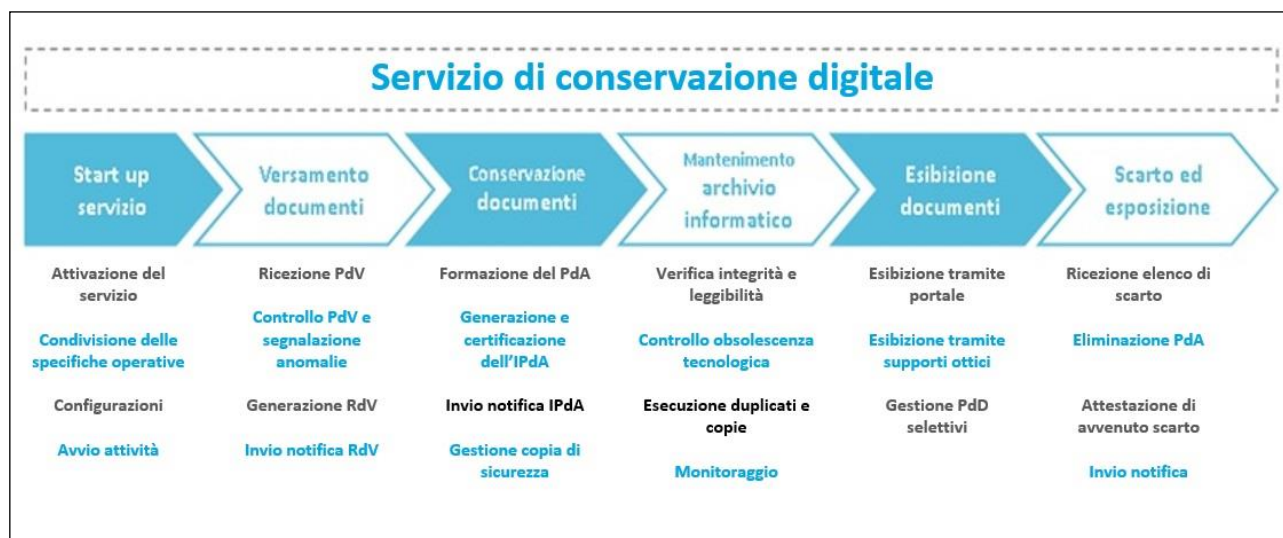 Servizio di conservazione digitale
Start up
servizio
Versamento
documenti
Conservazione
documenti
Mantenimento
archivio
informatico
Esibizione
documenti
Scarto ed
esposizione
Attivazione del
servizio
Condivisione delle
specifiche operative
Configurazioni
Avvio attività
Ricezione PdV
Controllo PdV e
segnalazione
anomalie
Generazione RdV
Invio notifica RdV
Formazione del PdA
Generazione e
certificazione
dell'IPdA
Invio notifica IPdA
Gestione copia di
sicurezza
Verifica integrità e
leggibilità
Controllo obsolescenza
tecnologica
Esecuzione duplicati e
copie
Monitoraggio
Esibizione tramite
portale
Esibizione tramite
supporti ottici
Gestione PdD
selettivi
Ricezione elenco di
scarto
Eliminazione PdA
Attestazione di
avvenuto scarto
Invio notifica